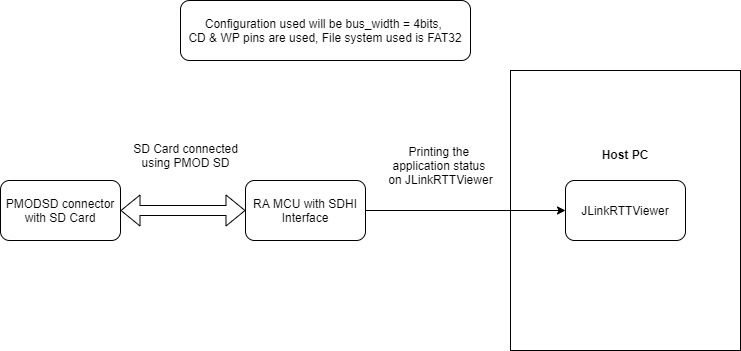 Configuration used will be bus_width = 4bits,
CD & WP pins are used, File system used is FAT32
SD Card connected
using PMOD SD
Printing the
application status
on JLinkRTTViewer
Host PC
PMODSD connector
with SD Card
RA MCU with SDHI
Interface
JLinkRTTViewer